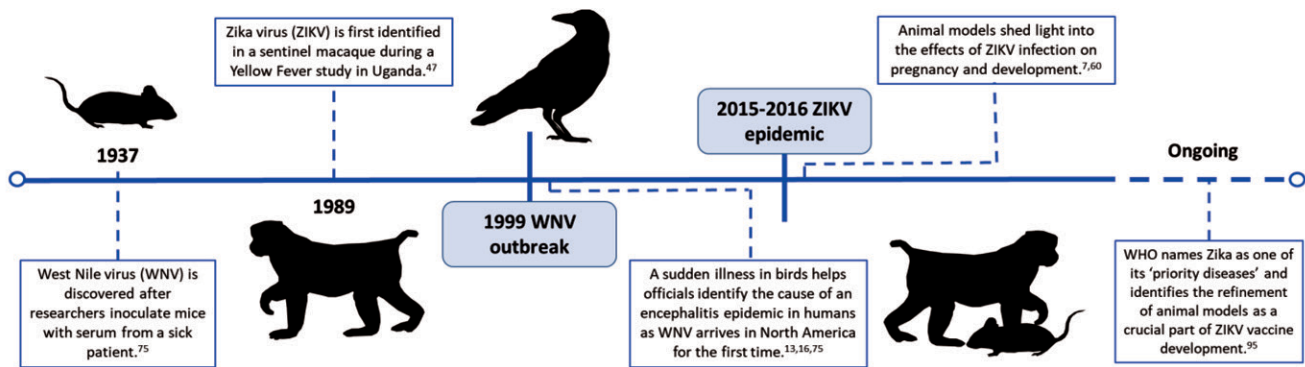 Zika virus (ZIKV) is first identified
in a sentinel macaque during a
Yellow Fever study in Uganda.47
Animal models shed light into
the effects of ZIKV infection on
pregnancy and development.7,60
2015-2016 ZIKV
epidemic
1937
Ongoing
1989
1999 WNV
outbreak
West Nile virus (WNV) is
discovered after
researchers inoculate mice
with serum from a sick
patient.75
A sudden illness in birds helps
officials identify the cause of an
encephalitis epidemic in humans
as WNV arrives in North America
for the first time.13,16,75
WHO names Zika as one of
its ‘priority diseases’ and
identifies the refinement
of animal models as a
crucial part of ZIKV vaccine
development.95